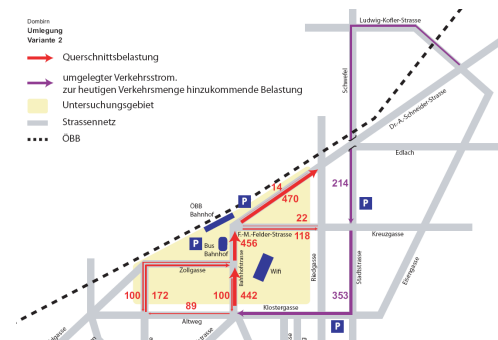 Dornbirn
Umlegung
Variante 2
Querschnittsbelastung
umgelegter Verkehrsstrom.
zur heutigen Verkehrsmenge hinzukommende Belastung
Untersuchungsgebiet
Strassennetz
ÖBB
Ludwig-Kofler-Strasse
Schwefel
Dr.-A.-Schneider-Strasse
Edlach
214
14
470
P
P
ÖBB
Bahnhof
22
F.-M.-Felder-Strasse
118
Kreuzgasse
P
Bus
Bahnhof
456
Wifi
Bahnhofstrasse
Riedgasse
Stadtstrasse
Eisengasse
Zollgasse
100
172
100
442
353
89
Klostergasse
Altweg
P